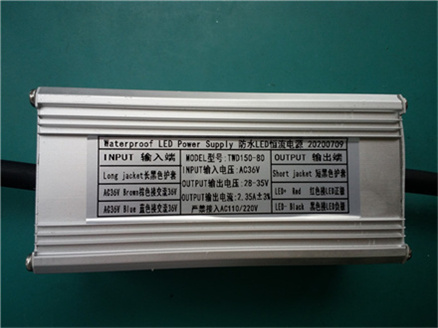 Waterproof LED Power Supply 防水LED恒流电源 20200709
INPUT 输入端
Long jacket长黑色护套
AC36V Brown棕色接交流36V
AC36V Blue 蓝色接交流36V
MODEL型号: TWD150-80
INPUT输入电压: AC36V
OUTPUT输出电压: 28-35V
OUTPUT输出电流: 2.35A±3%
严禁接入AC110/220V
OUTPUT 输出端
Short jacket 短黑色护套
LED+ Red 红色接LED正极
LED- Black 黑色接LED负极